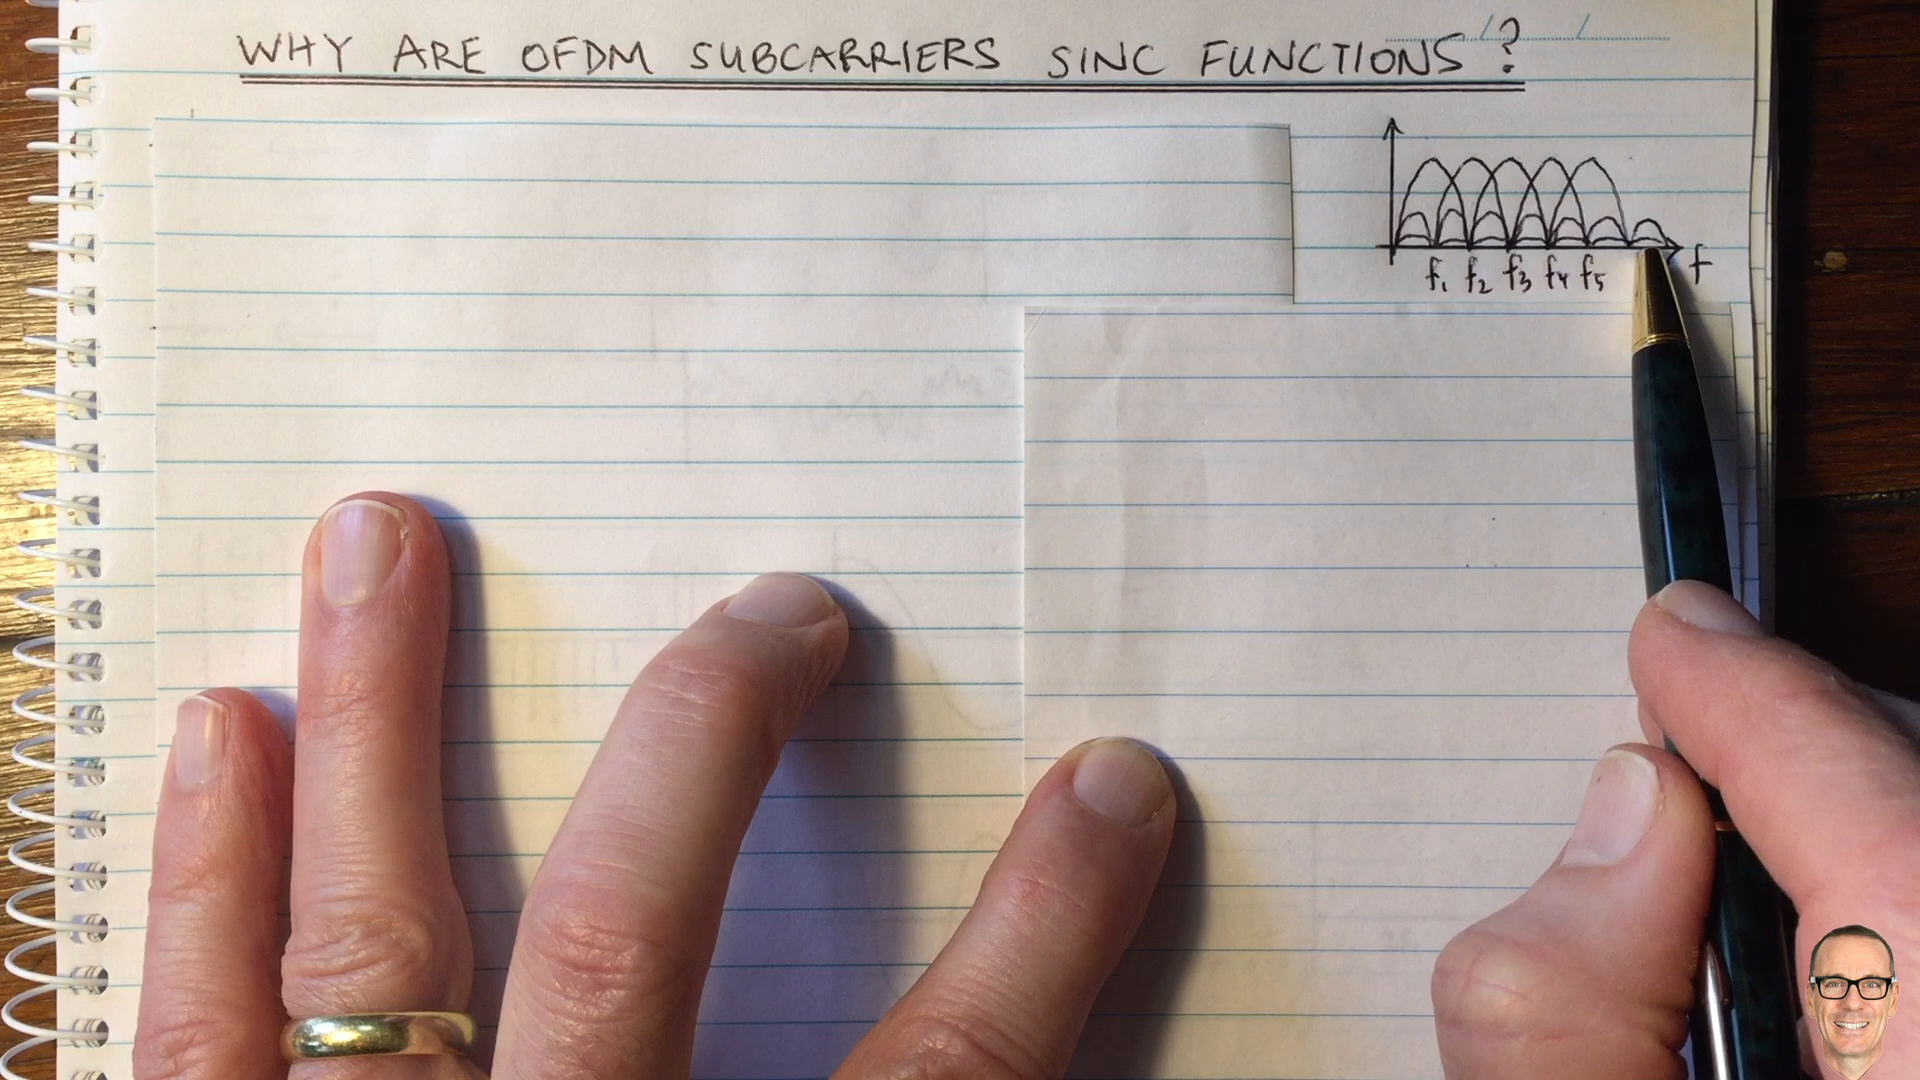 WHY ARE OFDM SUBCARRIERS SINC FUNCTIONS?
f₁ f₂ f₃ f₄ f₅ f